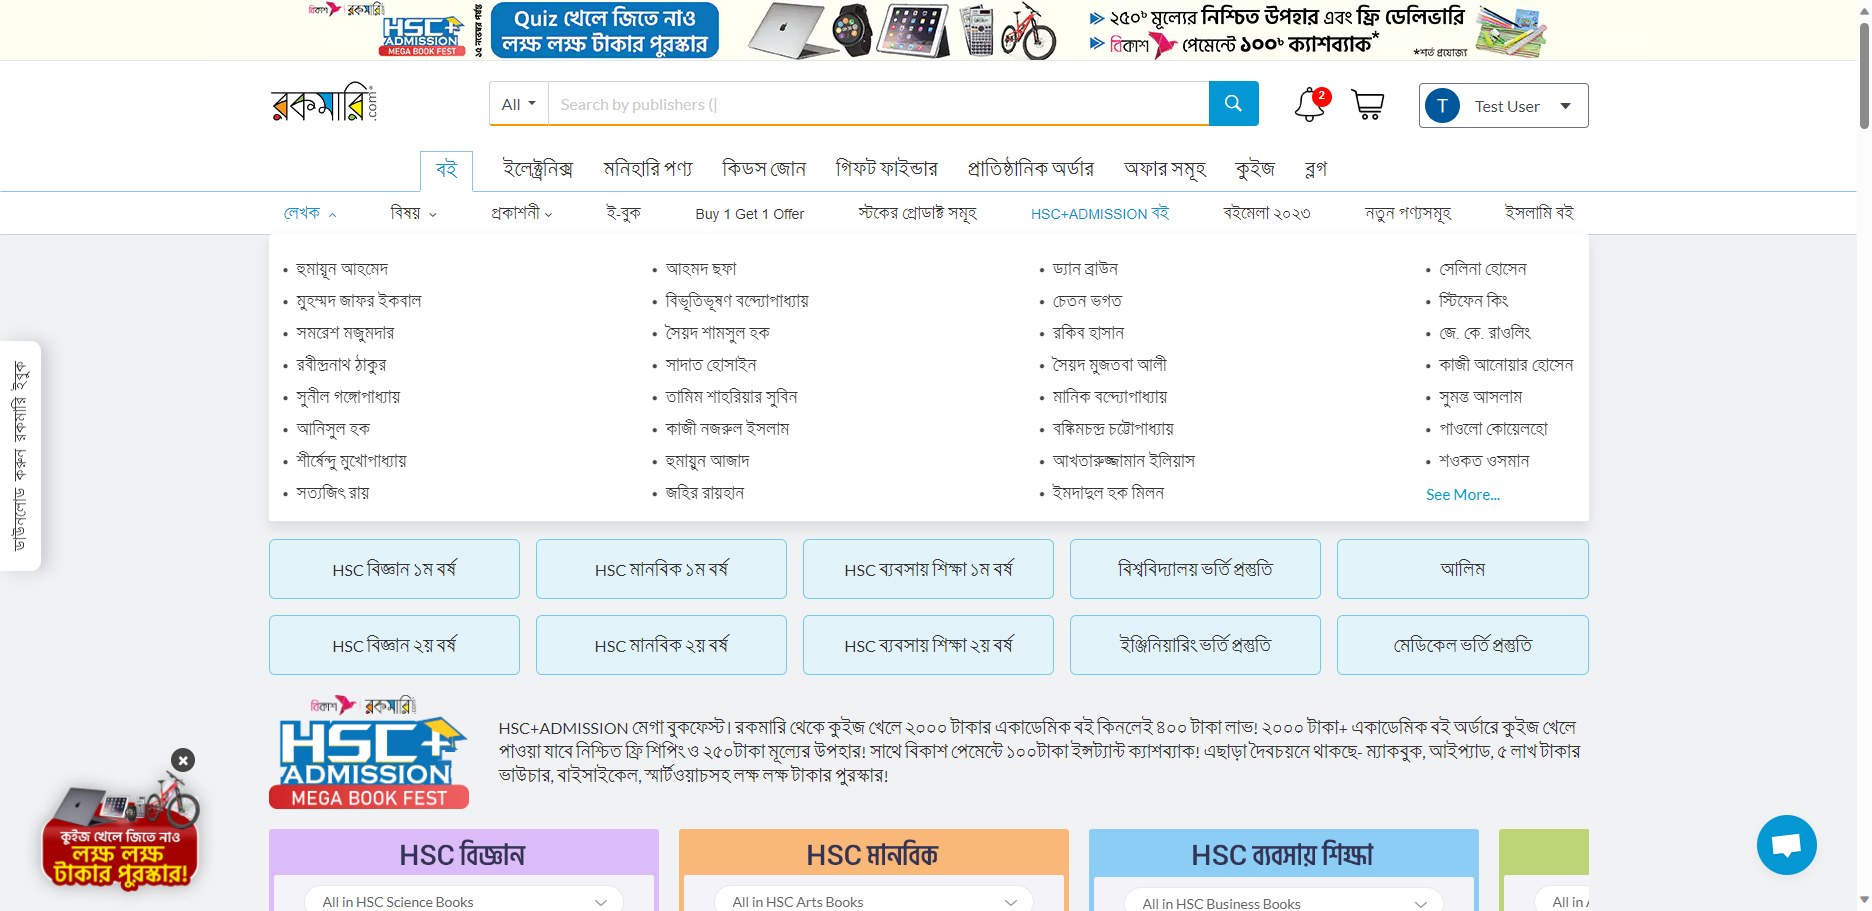 বিকাশ রকমারি
HSC+
ADMISSION
MEGA BOOK FEST
১৫ নভেম্বর পর্যন্ত
Quiz খেলে জিতে নাও
লক্ষ লক্ষ টাকার পুরস্কার
২৫০৳ মূল্যের নিশ্চিত উপহার এবং ফ্রি ডেলিভারি
বিকাশ পেমেন্টে ১০০৳ ক্যাশব্যাক*
*শর্ত প্রযোজ্য
রকমারি.com
All
Search by publishers (|
2
T
Test User
বই
ইলেক্ট্রনিক্স
মনিহারি পণ্য
কিডস জোন
গিফট ফাইন্ডার
প্রাতিষ্ঠানিক অর্ডার
অফার সমূহ
কুইজ
ব্লগ
লেখক
বিষয়
প্রকাশনী
ই-বুক
Buy 1 Get 1 Offer
স্টকের প্রোডাক্ট সমূহ
HSC+ADMISSION বই
বইমেলা ২০২৩
নতুন পণ্যসমূহ
ইসলামি বই
হুমায়ূন আহমেদ
মুহম্মদ জাফর ইকবাল
সমরেশ মজুমদার
রবীন্দ্রনাথ ঠাকুর
সুনীল গঙ্গোপাধ্যায়
আনিসুল হক
শীর্ষেন্দু মুখোপাধ্যায়
সত্যজিৎ রায়
আহমদ ছফা
বিভূতিভূষণ বন্দ্যোপাধ্যায়
সৈয়দ শামসুল হক
সাদাত হোসাইন
তামিম শাহরিয়ার সুবিন
কাজী নজরুল ইসলাম
হুমায়ুন আজাদ
জহির রায়হান
ড্যান ব্রাউন
চেতন ভগত
রকিব হাসান
সৈয়দ মুজতবা আলী
মানিক বন্দ্যোপাধ্যায়
বঙ্কিমচন্দ্র চট্টোপাধ্যায়
আখতারুজ্জামান ইলিয়াস
ইমদাদুল হক মিলন
সেলিনা হোসেন
স্টিফেন কিং
জে. কে. রাওলিং
কাজী আনোয়ার হোসেন
সুমন্ত আসলাম
পাওলো কোয়েলহো
শওকত ওসমান
See More...
ডাউনলোড করুন রকমারি ইবুক
HSC বিজ্ঞান ১ম বর্ষ
HSC মানবিক ১ম বর্ষ
HSC ব্যবসায় শিক্ষা ১ম বর্ষ
বিশ্ববিদ্যালয় ভর্তি প্রস্তুতি
আলিম
HSC বিজ্ঞান ২য় বর্ষ
HSC মানবিক ২য় বর্ষ
HSC ব্যবসায় শিক্ষা ২য় বর্ষ
ইঞ্জিনিয়ারিং ভর্তি প্রস্তুতি
মেডিকেল ভর্তি প্রস্তুতি
বিকাশ রকমারি
HSC+
ADMISSION
MEGA BOOK FEST
HSC+ADMISSION মেগা বুকফেস্ট। রকমারি থেকে কুইজ খেলে ২০০০ টাকার একাডেমিক বই কিনলেই ৪০০ টাকা লাভ! ২০০০ টাকা+ একাডেমিক বই অর্ডারে কুইজ খেলে
পাওয়া যাবে নিশ্চিত ফ্রি শিপিং ও ২৫০টাকা মূল্যের উপহার! সাথে বিকাশ পেমেন্টে ১০০টাকা ইন্সট্যান্ট ক্যাশব্যাক! এছাড়া দৈবচয়নে থাকছে- ম্যাকবুক, আইপ্যাড, ৫ লাখ টাকার
ভাউচার, বাইসাইকেল, স্মার্টওয়াচসহ লক্ষ লক্ষ টাকার পুরস্কার!
কুইজ খেলে জিতে নাও
লক্ষ লক্ষ
টাকার পুরস্কার!
HSC বিজ্ঞান
HSC মানবিক
HSC ব্যবসায় শিক্ষা
All in HSC Science Books
All in HSC Arts Books
All in HSC Business Books
All in